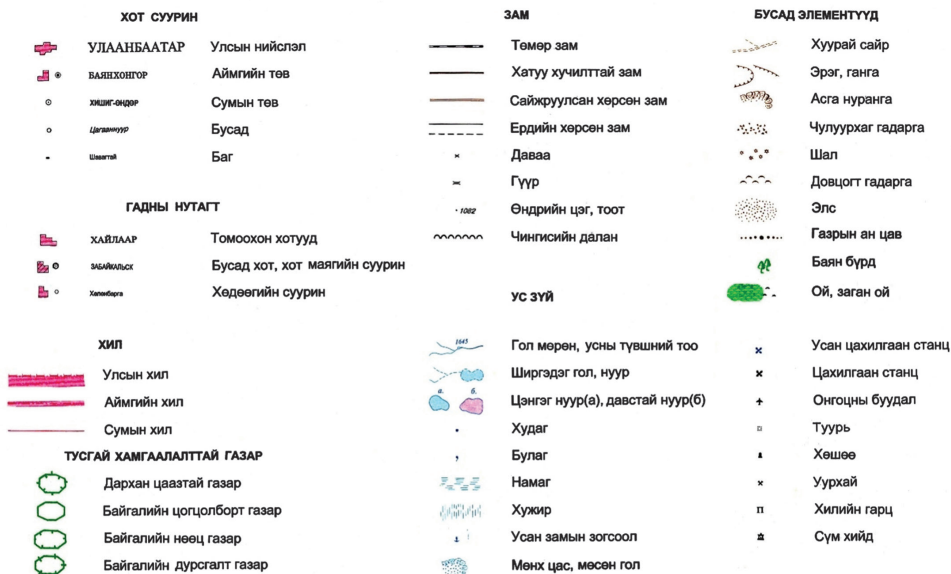 ХОТ СУУРИН
УЛААНБААТАР Улсын нийслэл
БАЯНХОНГОР Аймгийн төв
ХИШИГ-ӨНДӨР Сумын төв
Цагааннуур Бусад
Шаваггтай Баг
ГАДНЫ НУТАГТ
ХАЙЛААР Томоохон хотууд
ЗАБАЙКАЛЬСК Бусад хот, хот маягийн суурин
Хөлөнбарга Хөдөөгийн суурин
ХИЛ
Улсын хил
Аймгийн хил
Сумын хил
ТУСГАЙ ХАМГААЛАЛТТАЙ ГАЗАР
Дархан цаазтай газар
Байгалийн цогцолборт газар
Байгалийн нөөц газар
Байгалийн дурсгалт газар
ЗАМ
Төмөр зам
Хатуу хучилттай зам
Сайжруулсан хөрсөн зам
Ердийн хөрсөн зам
Даваа
Гүүр
1082 Өндрийн цэг, тоот
Чингисийн далан
УС ЗҮЙ
1645 Гол мөрөн, усны түвшний тоо
Ширгэдэг гол, нуур
а. б. Цэнгэг нуур(а), давстай нуур(б)
Худаг
Булаг
Намаг
Хужир
Усан замын зогсоол
Мөнх цас, мөсөн гол
БУСАД ЭЛЕМЕНТҮҮД
Хуурай сайр
Эрэг, ганга
Асга нуранга
Чулуурхаг гадарга
Шал
Довцогт гадарга
Элс
Газрын ан цав
Баян бүрд
Ой, заган ой
Усан цахилгаан станц
Цахилгаан станц
Онгоцны буудал
Туурь
Хөшөө
Уурхай
Хилийн гарц
Сүм хийд